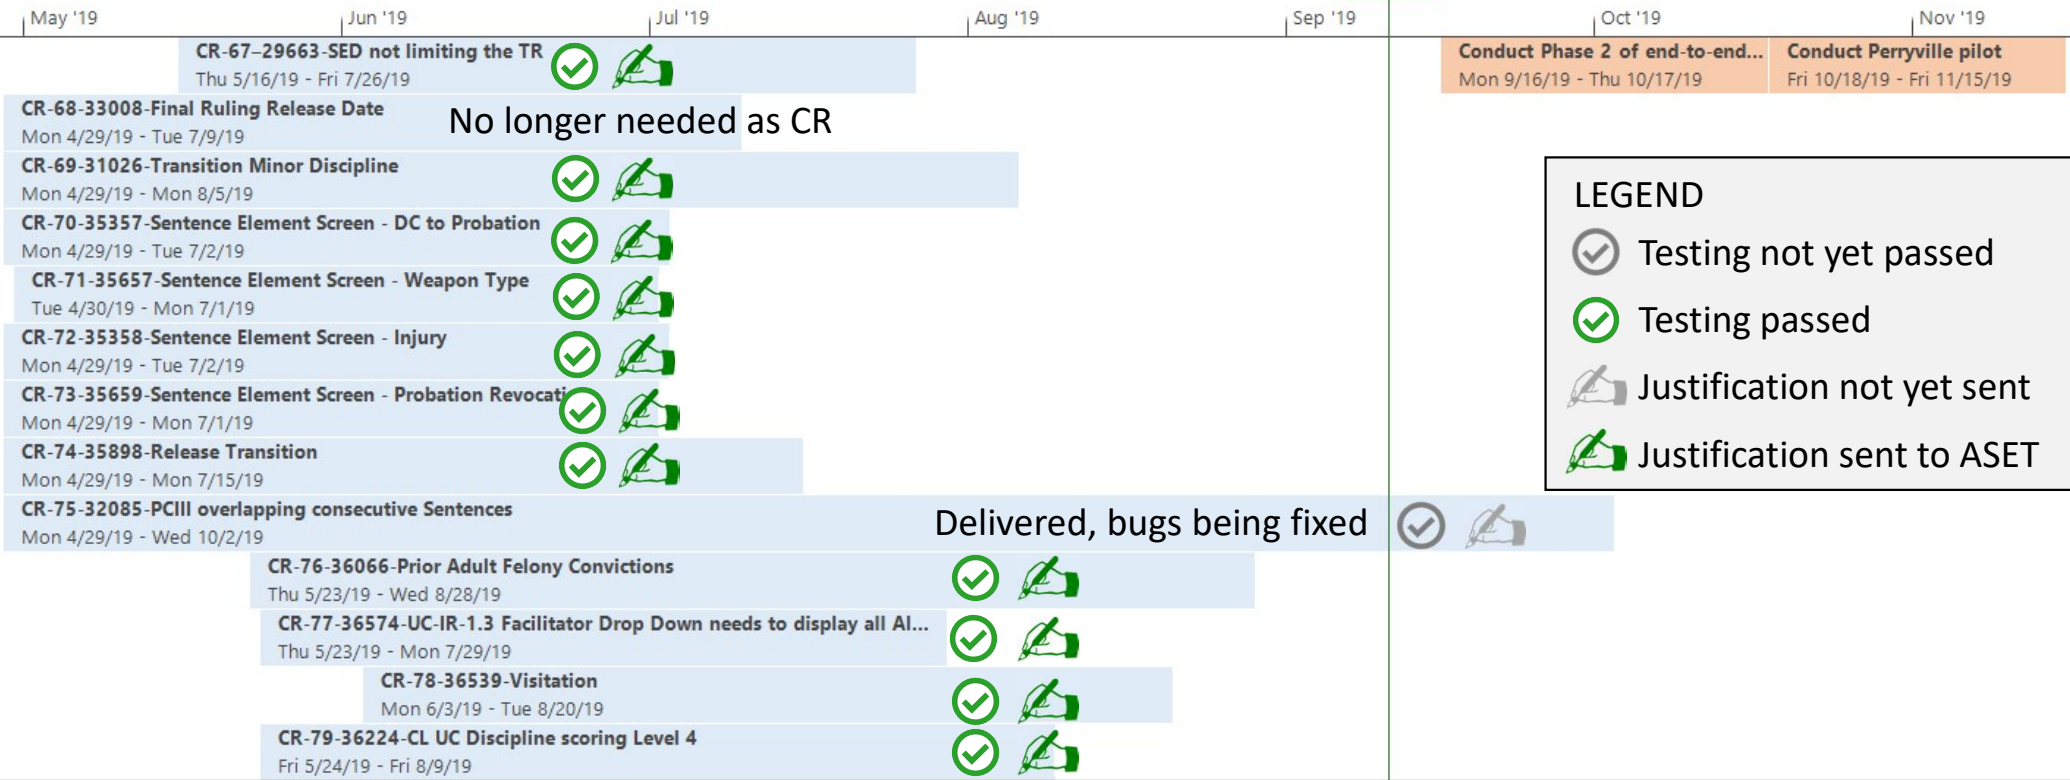 May '19
Jun '19
Jul '19
Aug '19
Sep '19
Oct '19
Nov '19
CR-67–29663-SED not limiting the TR
Thu 5/16/19 - Fri 7/26/19
Conduct Phase 2 of end-to-end...
Mon 9/16/19 - Thu 10/17/19
Conduct Perryville pilot
Fri 10/18/19 - Fri 11/15/19
CR-68-33008-Final Ruling Release Date
Mon 4/29/19 - Tue 7/9/19
No longer needed as CR
CR-69-31026-Transition Minor Discipline
Mon 4/29/19 - Mon 8/5/19
CR-70-35357-Sentence Element Screen - DC to Probation
Mon 4/29/19 - Tue 7/2/19
CR-71-35657-Sentence Element Screen - Weapon Type
Tue 4/30/19 - Mon 7/1/19
CR-72-35358-Sentence Element Screen - Injury
Mon 4/29/19 - Tue 7/2/19
CR-73-35659-Sentence Element Screen - Probation Revocati
Mon 4/29/19 - Mon 7/1/19
CR-74-35898-Release Transition
Mon 4/29/19 - Mon 7/15/19
CR-75-32085-PCIII overlapping consecutive Sentences
Mon 4/29/19 - Wed 10/2/19
Delivered, bugs being fixed
CR-76-36066-Prior Adult Felony Convictions
Thu 5/23/19 - Wed 8/28/19
CR-77-36574-UC-IR-1.3 Facilitator Drop Down needs to display all AI...
Thu 5/23/19 - Mon 7/29/19
CR-78-36539-Visitation
Mon 6/3/19 - Tue 8/20/19
CR-79-36224-CL UC Discipline scoring Level 4
Fri 5/24/19 - Fri 8/9/19
LEGEND
Testing not yet passed
Testing passed
Justification not yet sent
Justification sent to ASET